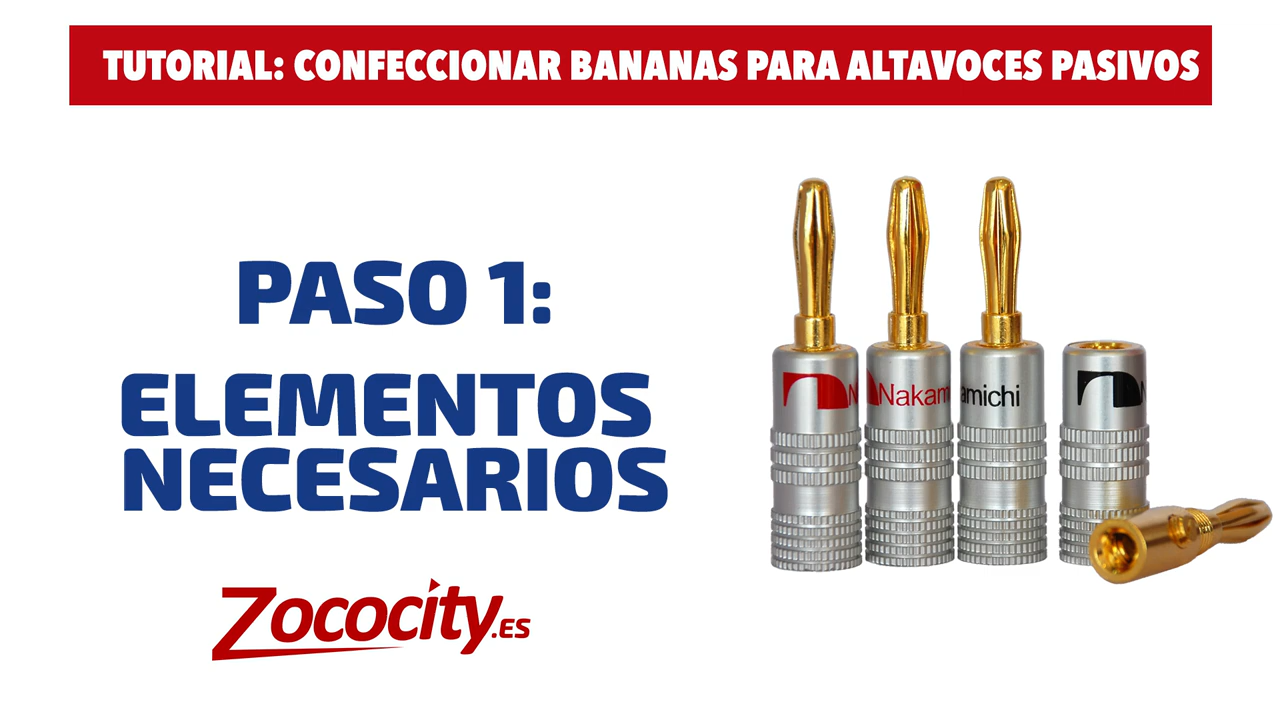 TUTORIAL: CONFECCIONAR BANANAS PARA ALTAVOCES PASIVOS
PASO 1:
ELEMENTOS
NECESARIOS
Zococity.ES
N
Nakam
amichi